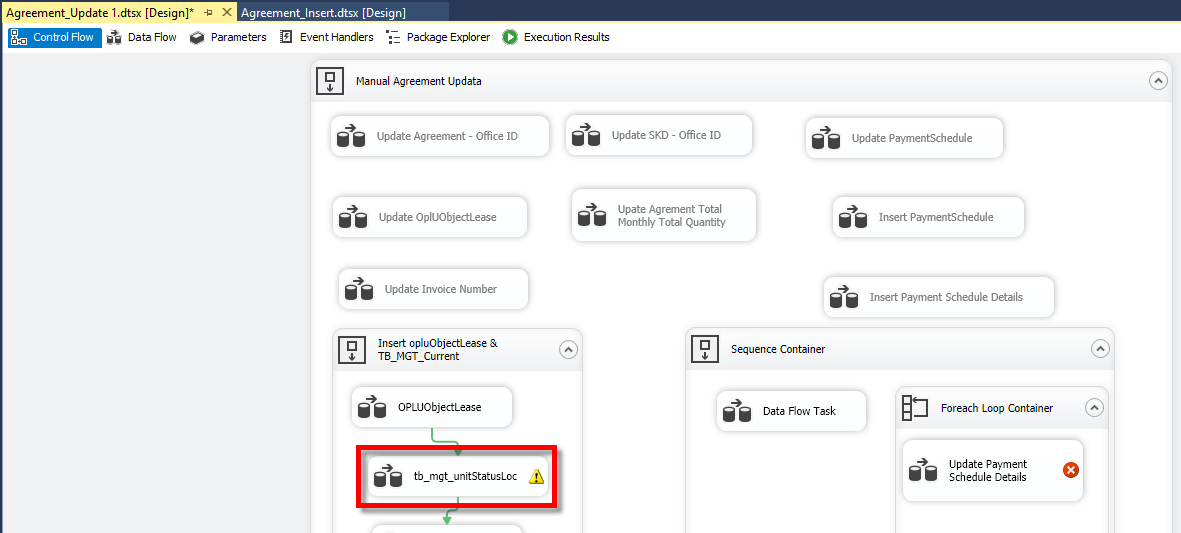 Agreement_Update 1.dtsx [Design]* Agreement_Insert.dtsx [Design]
Control Flow Data Flow Parameters Event Handlers Package Explorer Execution Results
Manual Agreement Updata
Update Agreement - Office ID
Update SKD - Office ID
Update PaymentSchedule
Update OplUObjectLease
Upate Agrement Total
Monthly Total Quantity
Insert PaymentSchedule
Update Invoice Number
Insert Payment Schedule Details
Insert opluObjectLease &
TB_MGT_Current
Sequence Container
OPLUObjectLease
Data Flow Task
Foreach Loop Container
tb_mgt_unitStatusLoc
Update Payment
Schedule Details